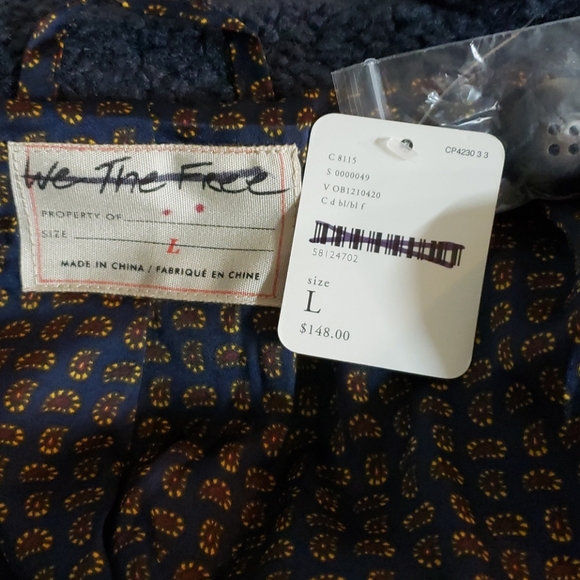 We The Free
PROPERTY OF
SIZE L
MADE IN CHINA / FABRIQUÉ EN CHINE
CP4230 3 3
C 8115
S 0000049
V OB1210420
C d bl/bl f
58124702
size
L
$148.00